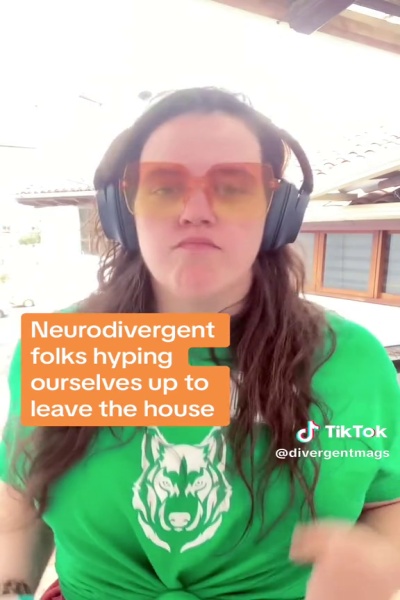 Neurodivergent
folks hyping
ourselves up to
leave the house
TikTok
@divergentmags